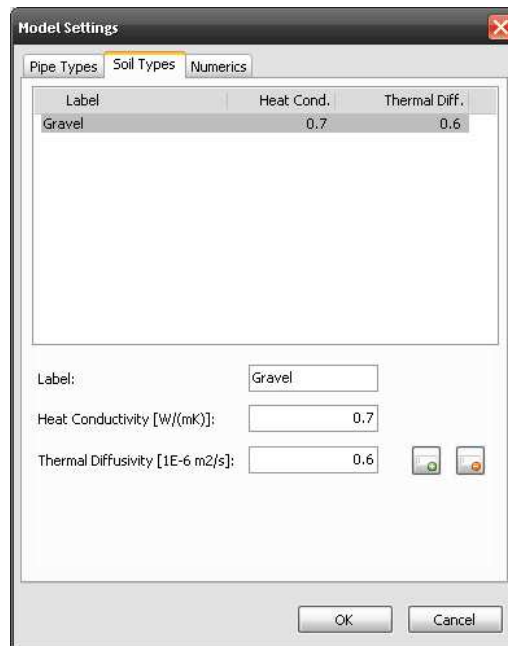 Model Settings
Pipe Types Soil Types Numerics
Label Heat Cond. Thermal Diff.
Gravel 0.7 0.6
Label: Gravel
Heat Conductivity [W/(mK)]: 0.7
Thermal Diffusivity [1E-6 m2/s]: 0.6
OK Cancel